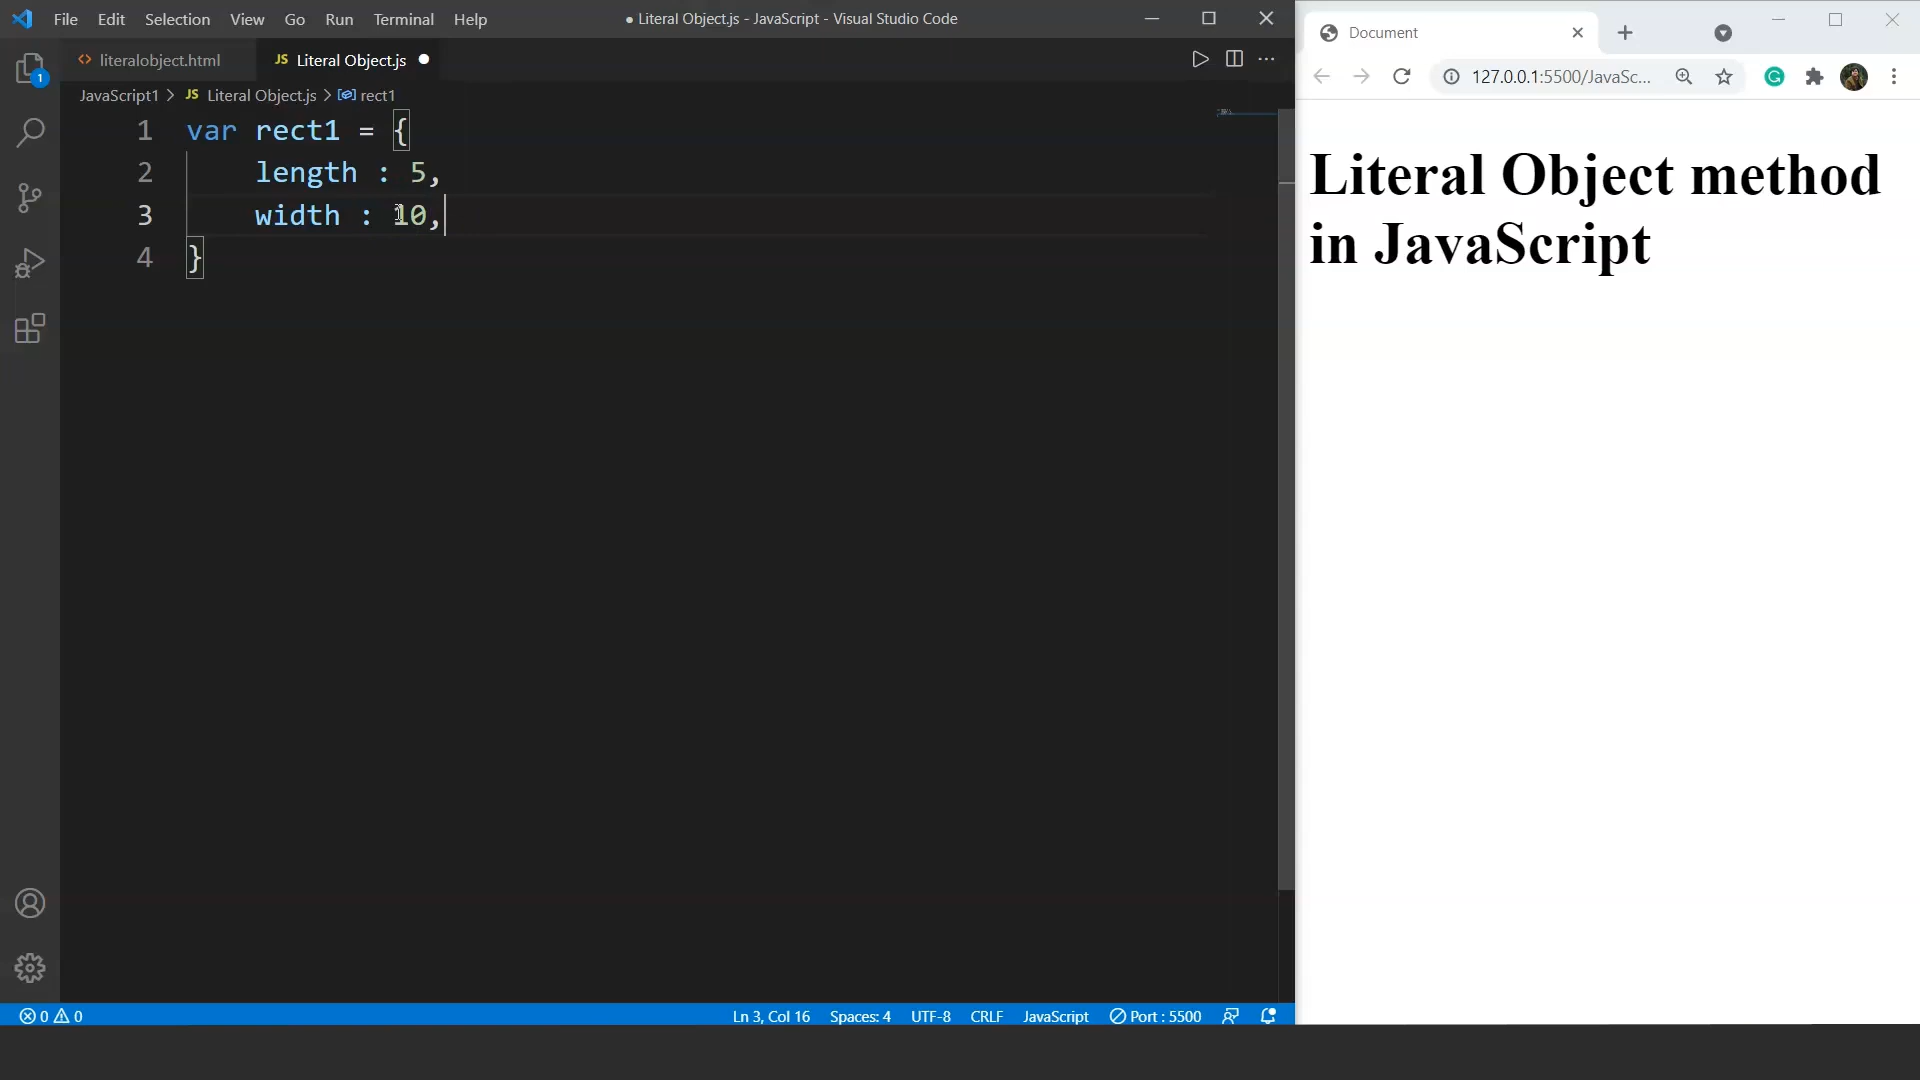 File Edit Selection View Go Run Terminal Help
● Literal Object.js - JavaScript - Visual Studio Code
literalobject.html
JS Literal Object.js ●
JavaScript1 > JS Literal Object.js > rect1
1 var rect1 = {
2 length : 5,
3 width : 10,
4 }
1
0 0
Ln 3, Col 16 Spaces: 4 UTF-8 CRLF JavaScript Port : 5500
Document
127.0.0.1:5500/JavaSc...
Literal Object method
in JavaScript